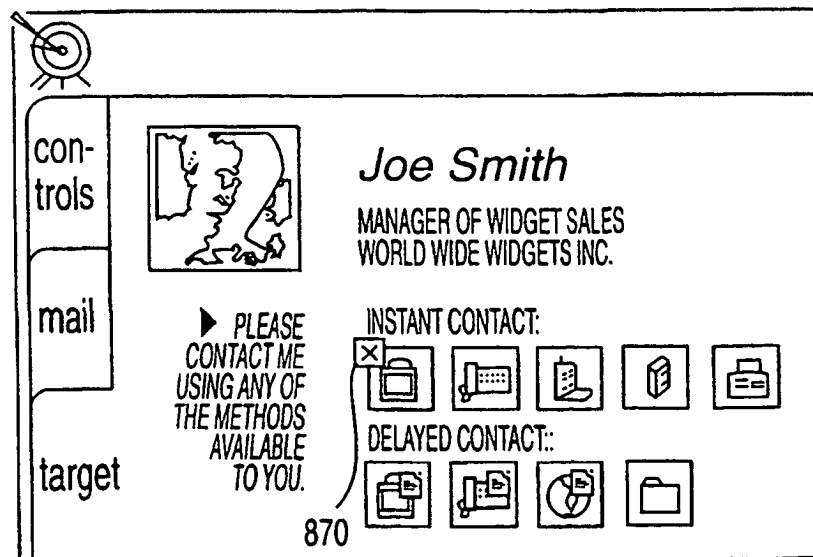 con-
trols
mail
target
Joe Smith
MANAGER OF WIDGET SALES
WORLD WIDE WIDGETS INC.
▶ PLEASE
CONTACT ME
USING ANY OF
THE METHODS
AVAILABLE
TO YOU.
INSTANT CONTACT:
DELAYED CONTACT::
870